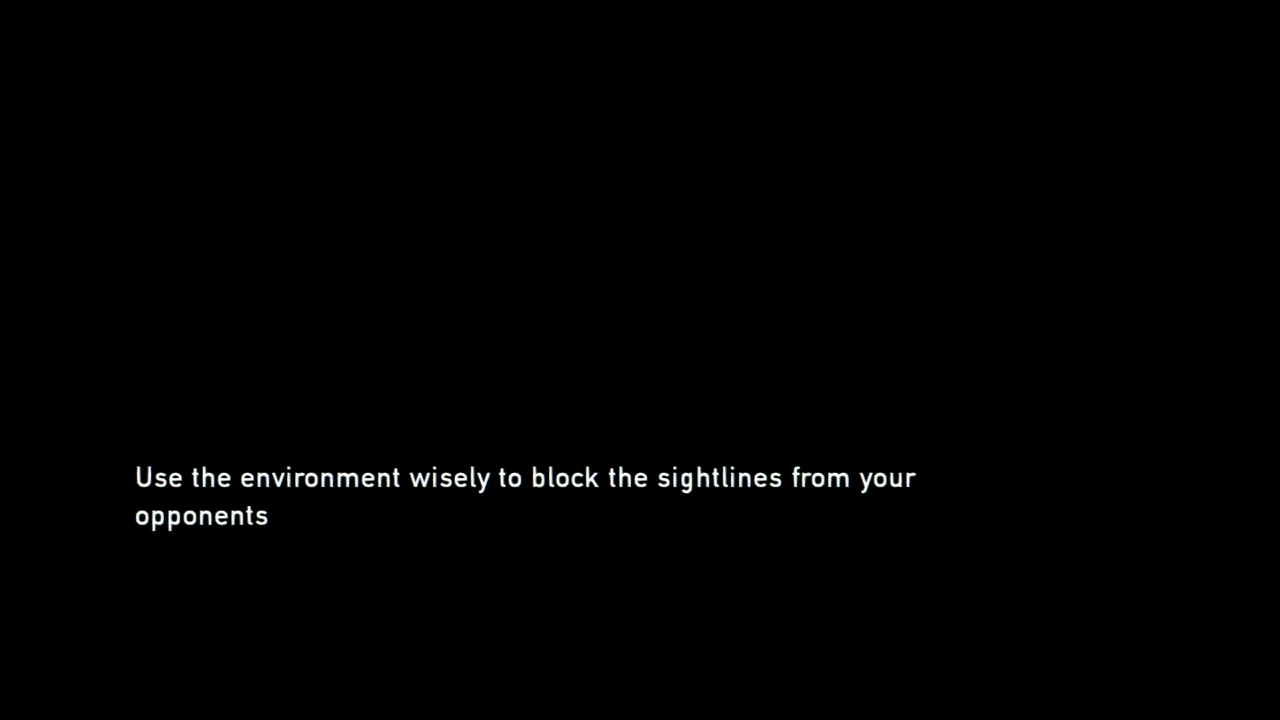 Use the environment wisely to block the sightlines from your
opponents